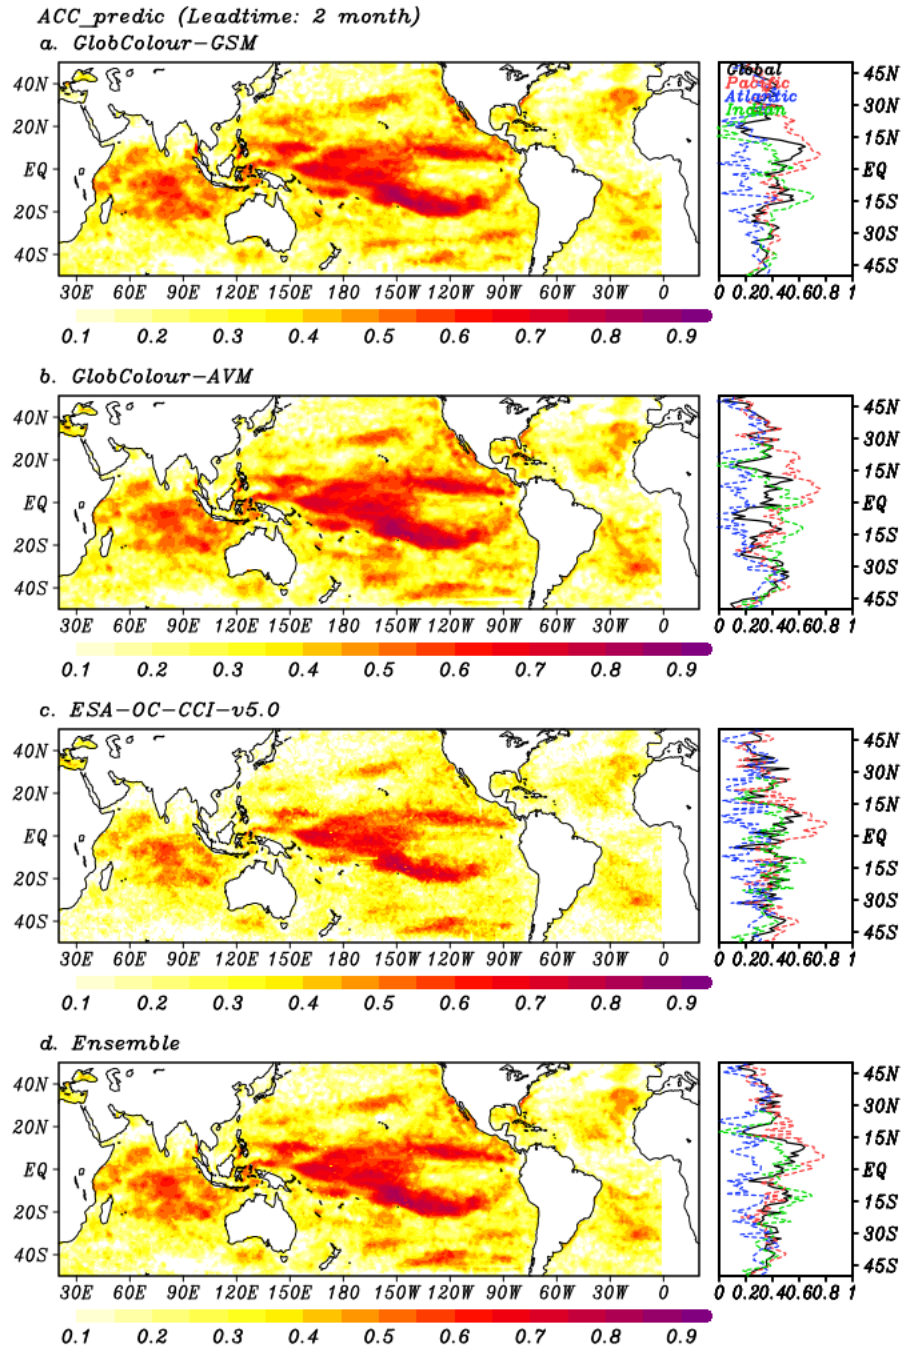 ACC_predic (Leadtime: 2 month)
a. GlobColour-GSM
40N
20N
EQ
20S
40S
30E 60E 90E 120E 150E 180 150W 120W 90W 60W 30W 0
0.1 0.2 0.3 0.4 0.5 0.6 0.7 0.8 0.9
Global
Pacific
Atlantic
Indian
45N
30N
15N
EQ
15S
30S
45S
0 0.20.40.60.8 1
b. GlobColour-AVM
40N
20N
EQ
20S
40S
30E 60E 90E 120E 150E 180 150W 120W 90W 60W 30W 0
0.1 0.2 0.3 0.4 0.5 0.6 0.7 0.8 0.9
45N
30N
15N
EQ
15S
30S
45S
0 0.20.40.60.8 1
c. ESA-OC-CCI-v5.0
40N
20N
EQ
20S
40S
30E 60E 90E 120E 150E 180 150W 120W 90W 60W 30W 0
0.1 0.2 0.3 0.4 0.5 0.6 0.7 0.8 0.9
45N
30N
15N
EQ
15S
30S
45S
0 0.20.40.60.8 1
d. Ensemble
40N
20N
EQ
20S
40S
30E 60E 90E 120E 150E 180 150W 120W 90W 60W 30W 0
0.1 0.2 0.3 0.4 0.5 0.6 0.7 0.8 0.9
45N
30N
15N
EQ
15S
30S
45S
0 0.20.40.60.8 1